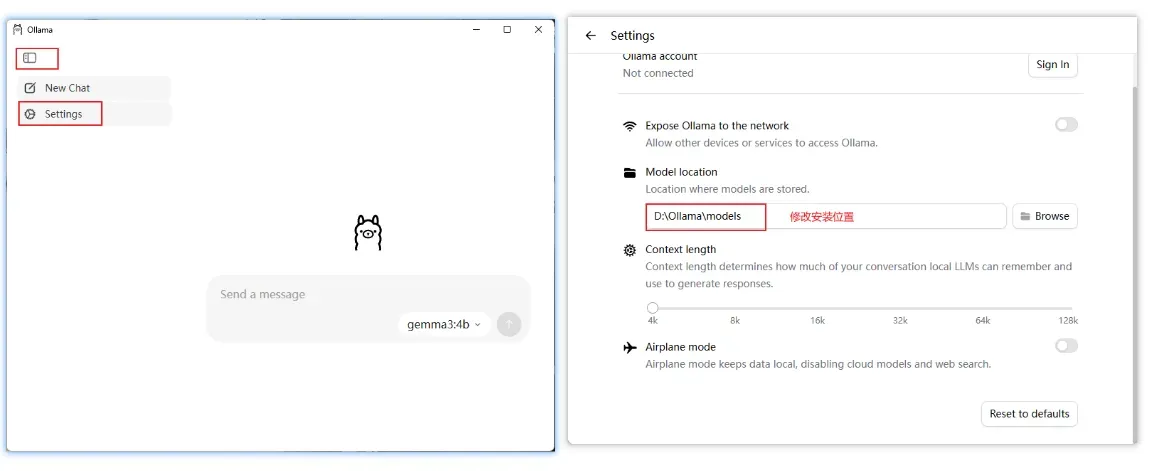 Ollama
New Chat
Settings
Send a message
gemma3:4b
Settings
Ollama account
Not connected
Sign In
Expose Ollama to the network
Allow other devices or services to access Ollama.
Model location
Location where models are stored.
D:\Ollama\models 修改安装位置 Browse
Context length
Context length determines how much of your conversation local LLMs can remember and
use to generate responses.
4k 8k 16k 32k 64k 128k
Airplane mode
Airplane mode keeps data local, disabling cloud models and web search.
Reset to defaults